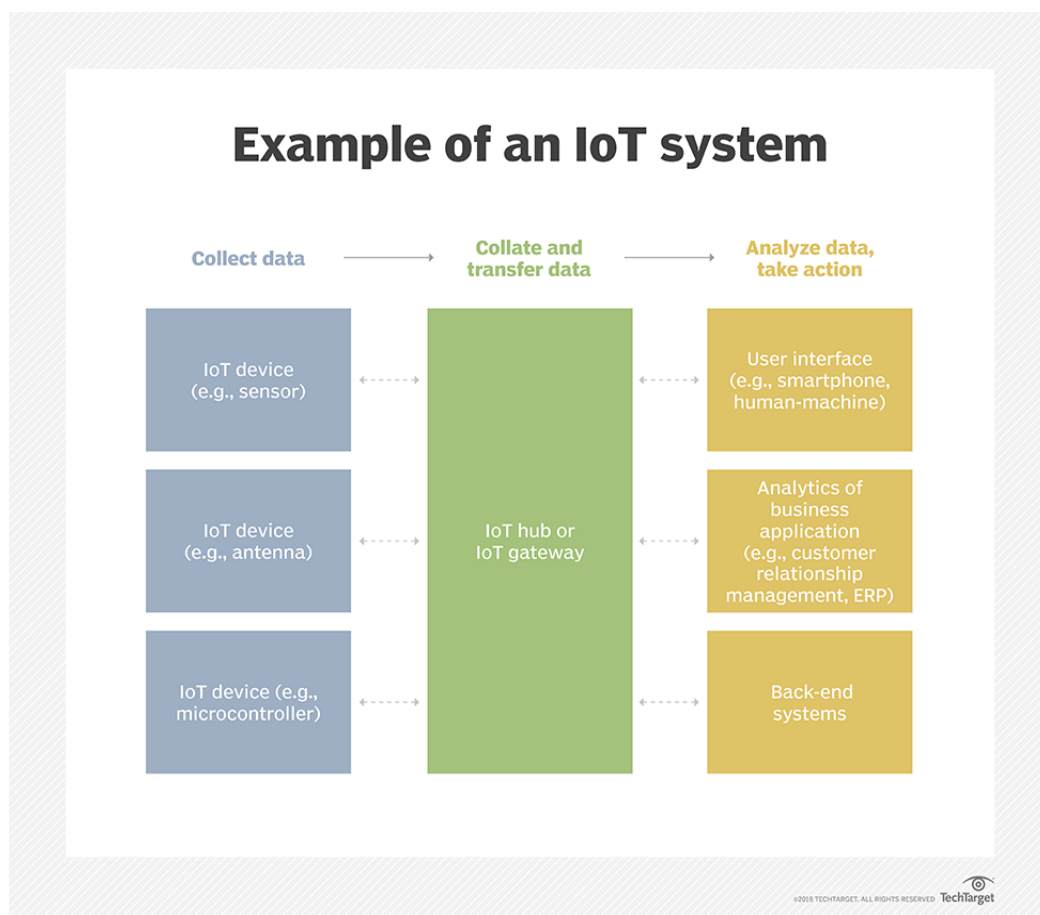 Example of an IoT system
Collect data
Collate and
transfer data
Analyze data,
take action
IoT device
(e.g., sensor)
IoT device
(e.g., antenna)
IoT device (e.g.,
microcontroller)
IoT hub or
IoT gateway
User interface
(e.g., smartphone,
human-machine)
Analytics of
business
application
(e.g., customer
relationship
management, ERP)
Back-end
systems
©2018 TECHTARGET. ALL RIGHTS RESERVED
TechTarget